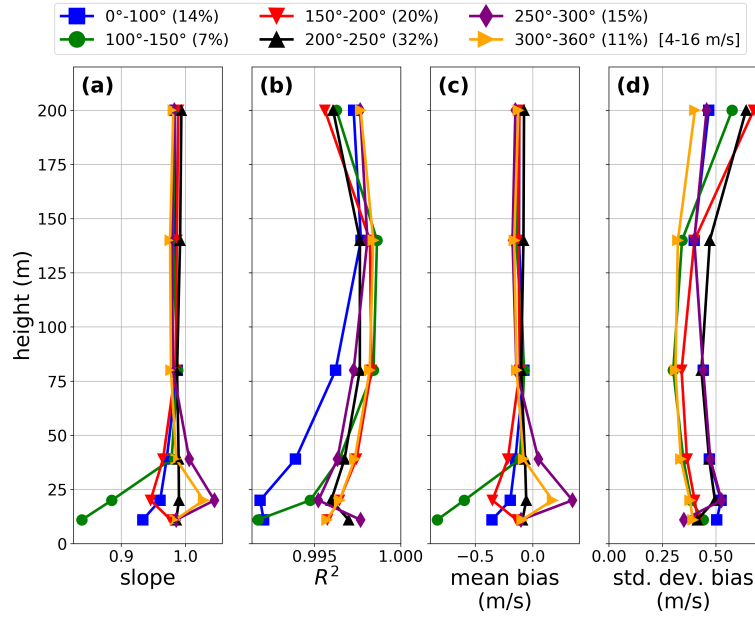 0°-100° (14%) 150°-200° (20%) 250°-300° (15%)
100°-150° (7%) 200°-250° (32%) 300°-360° (11%) [4-16 m/s]
(a) (b) (c) (d)
200
175
150
125
100
75
50
25
0
height (m)
0.9 1.0 0.995 1.000 −0.5 0.0 0.00 0.25 0.50
slope R² mean bias std. dev. bias
(m/s) (m/s)